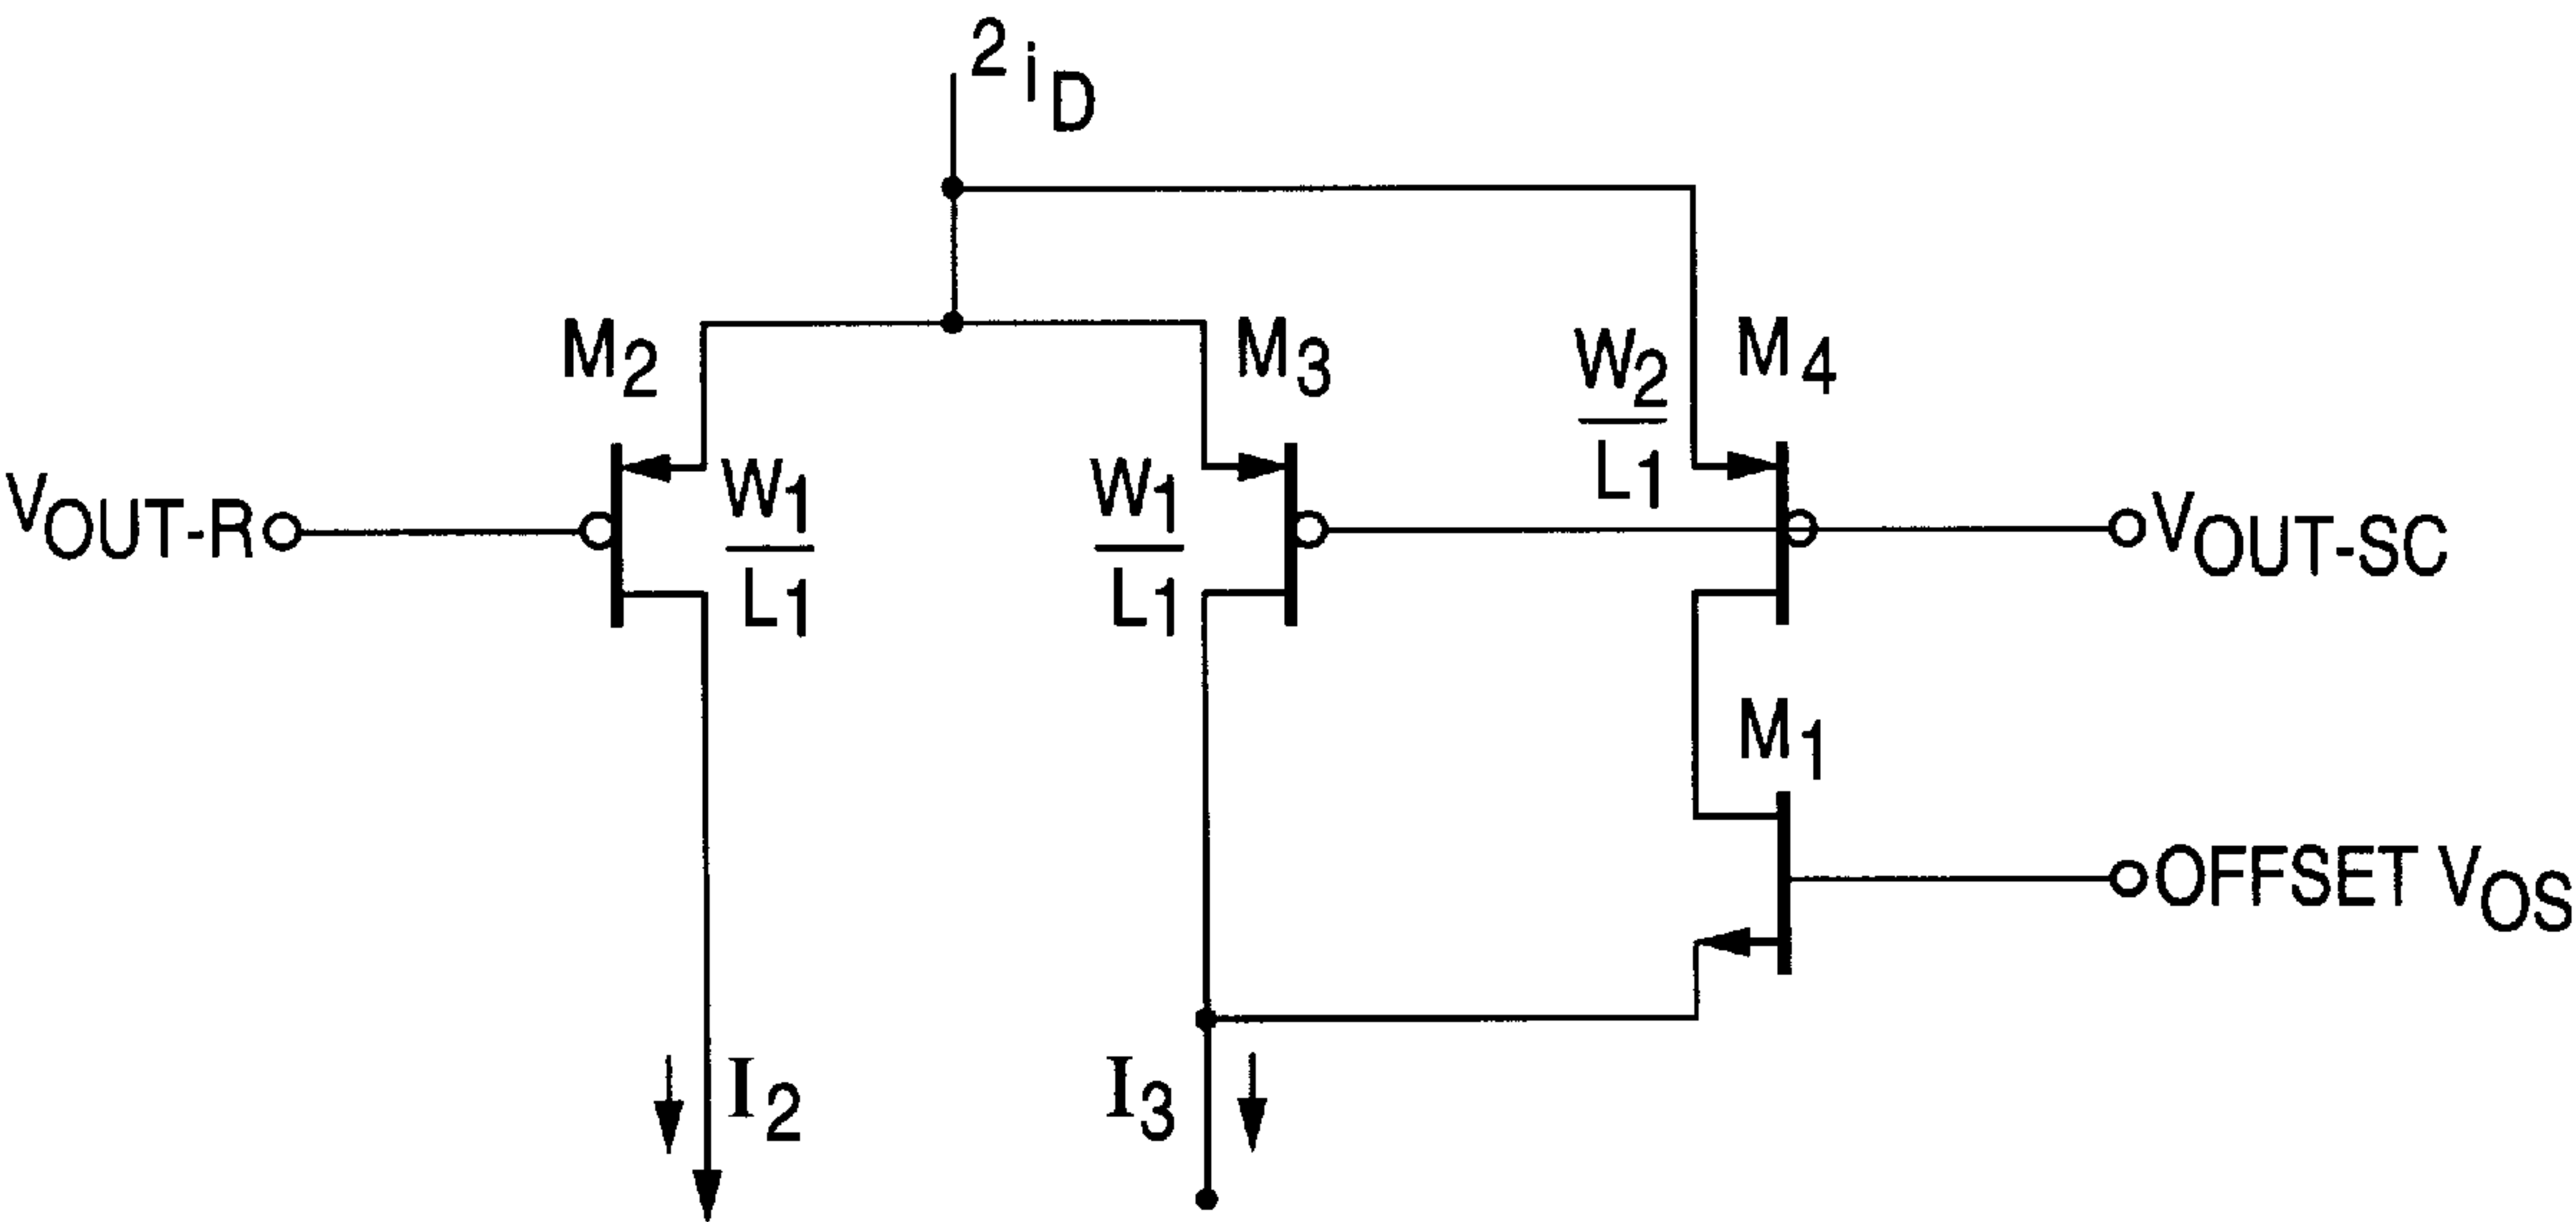 2 iD
M2
M3
W2
L1
M4
VOUT-R
W1
L1
W1
L1
VOUT-SC
M1
OFFSET VOS
I2
I3